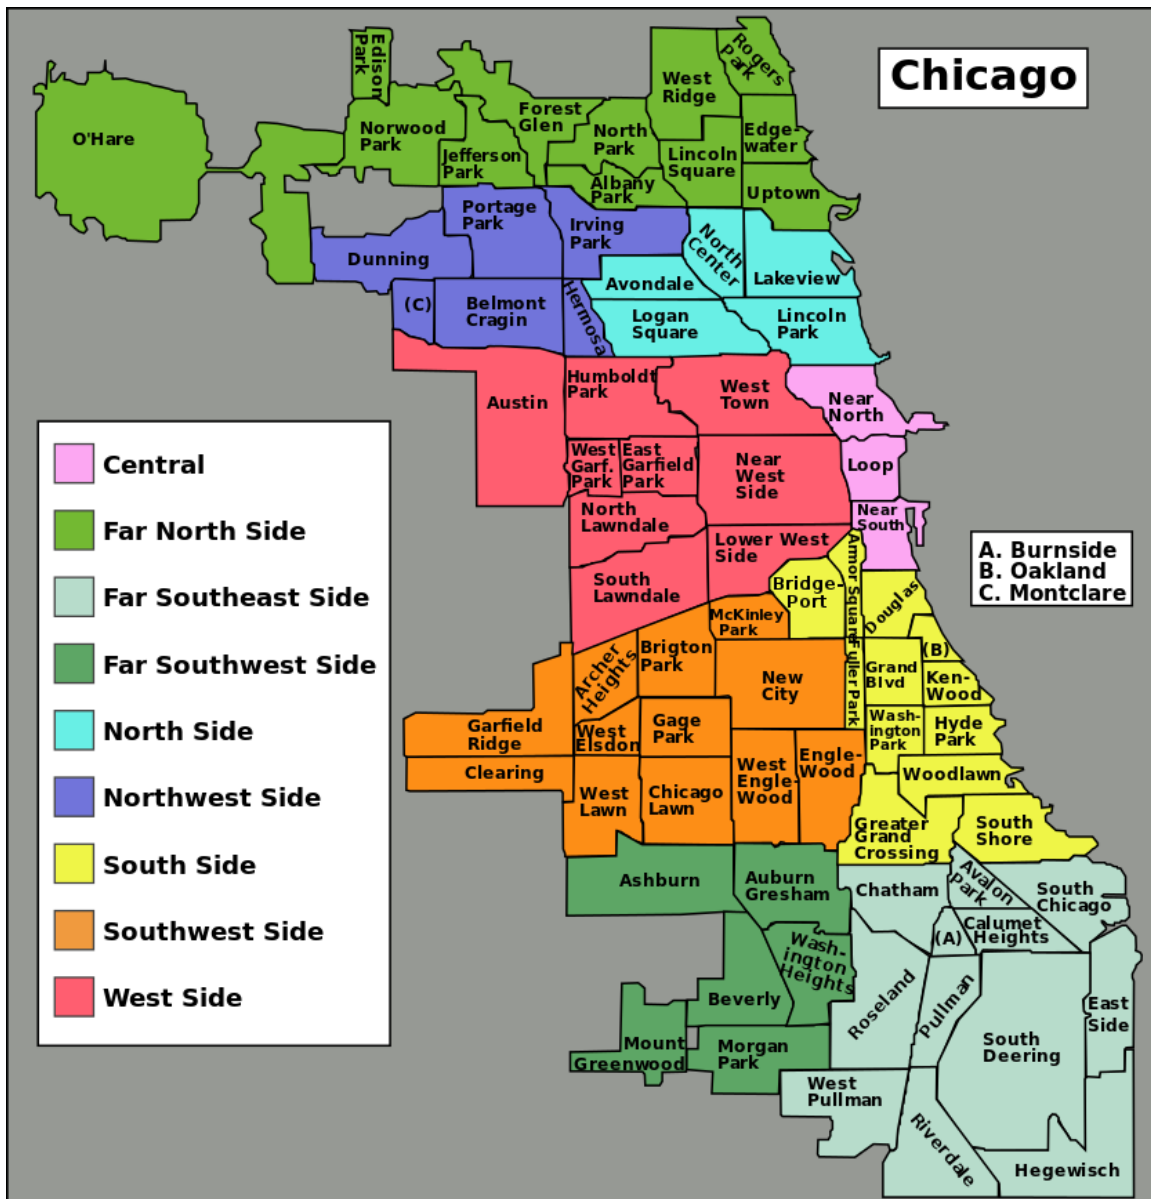 Chicago
Edison
Park
Rogers
Park
West
Ridge
O'Hare
Norwood
Park
Forest
Glen
North
Park
Edge-
water
Jefferson
Park
Lincoln
Square
Albany
Park
Uptown
Portage
Park
Irving
Park
North
Center
Dunning
Lakeview
Avondale
(C)
Belmont
Cragin
Hermosa
Logan
Square
Lincoln
Park
Austin
Humboldt
Park
West
Town
Near
North
West
Garf.
Park
East
Garfield
Park
Near
West
Side
Loop
North
Lawndale
Near
South
Lower West
Side
Armor Square
South
Lawndale
Bridge-
Port
Douglas
McKinley
Park
Central
Far North Side
Far Southeast Side
Far Southwest Side
North Side
Northwest Side
South Side
Southwest Side
West Side
A. Burnside
B. Oakland
C. Montclare
Archer
Heights
Brigton
Park
New
City
Fuller Park
Grand
Blvd
(B)
Ken-
Wood
Garfield
Ridge
West
Elsdon
Gage
Park
Wash-
ington
Park
Hyde
Park
Clearing
West
Lawn
Chicago
Lawn
West
Engle-
Wood
Engle-
Wood
Woodlawn
Greater
Grand
Crossing
South
Shore
Ashburn
Auburn
Gresham
Chatham
Avalon
Park
South
Chicago
(A)
Calumet
Heights
Wash-
ington
Heights
Beverly
Roseland
Pullman
East
Side
Mount
Greenwood
Morgan
Park
South
Deering
West
Pullman
Riverdale
Hegewisch